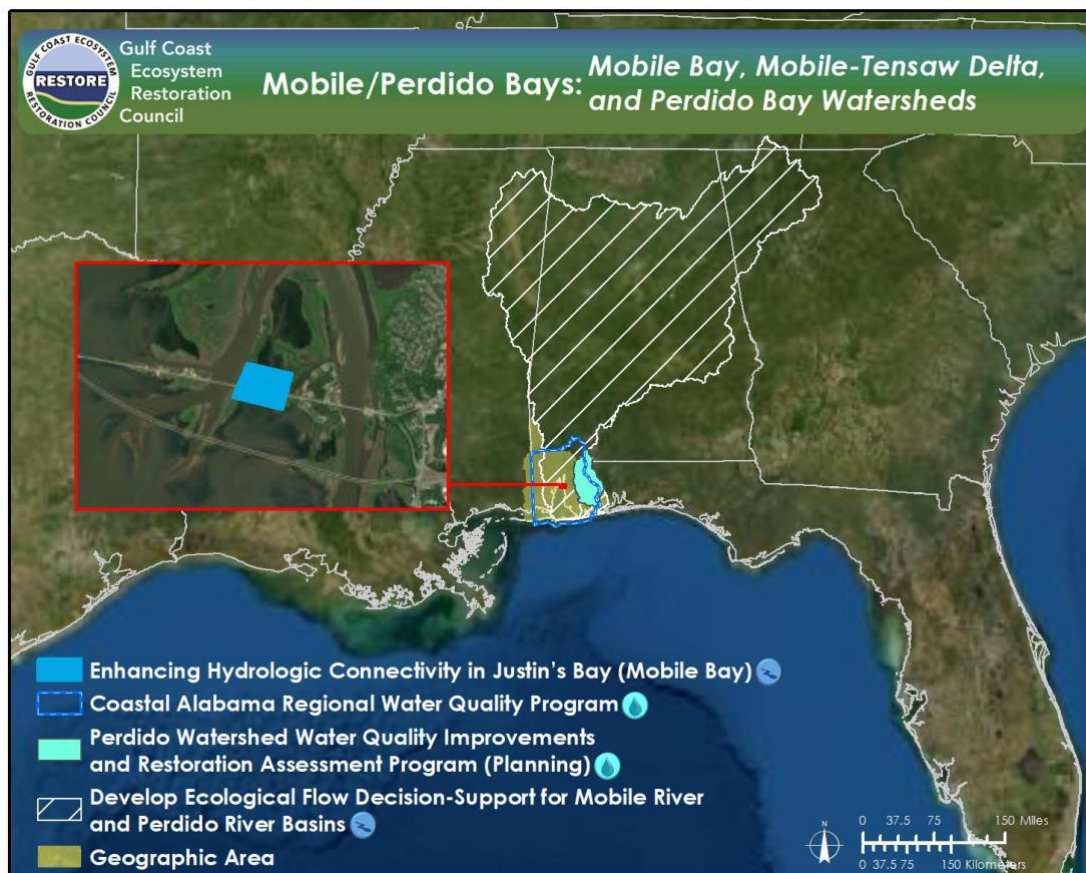 GULF COAST ECOSYSTEM
RESTORE
RESTORATION COUNCIL
Gulf Coast
Ecosystem
Restoration
Council
Mobile/Perdido Bays: Mobile Bay, Mobile-Tensaw Delta,
and Perdido Bay Watersheds
Enhancing Hydrologic Connectivity in Justin's Bay (Mobile Bay)
Coastal Alabama Regional Water Quality Program
Perdido Watershed Water Quality Improvements
and Restoration Assessment Program (Planning)
Develop Ecological Flow Decision-Support for Mobile River
and Perdido River Basins
Geographic Area
N
0 37.5 75 150 Miles
0 37.5 75 150 Kilometers